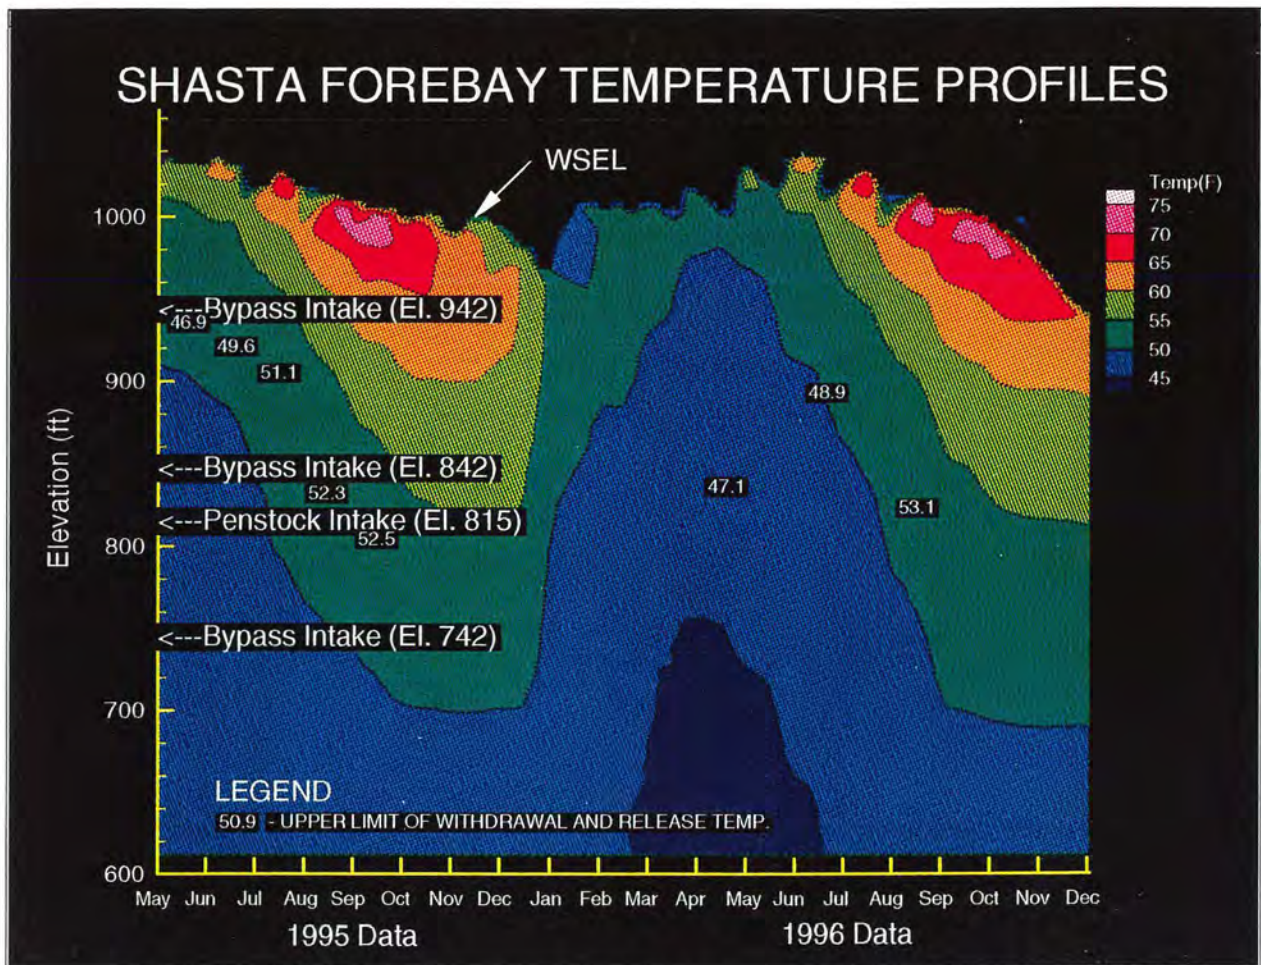 SHASTA FOREBAY TEMPERATURE PROFILES
WSEL
Temp(F)
75
70
65
60
55
50
45
Elevation (ft)
1000
900
800
700
600
<---Bypass Intake (El. 942)
46.9
49.6
51.1
<---Bypass Intake (El. 842)
52.3
<---Penstock Intake (El. 815)
52.5
<---Bypass Intake (El. 742)
48.9
47.1
53.1
LEGEND
50.9 - UPPER LIMIT OF WITHDRAWAL AND RELEASE TEMP.
May Jun Jul Aug Sep Oct Nov Dec Jan Feb Mar Apr May Jun Jul Aug Sep Oct Nov Dec
1995 Data 1996 Data